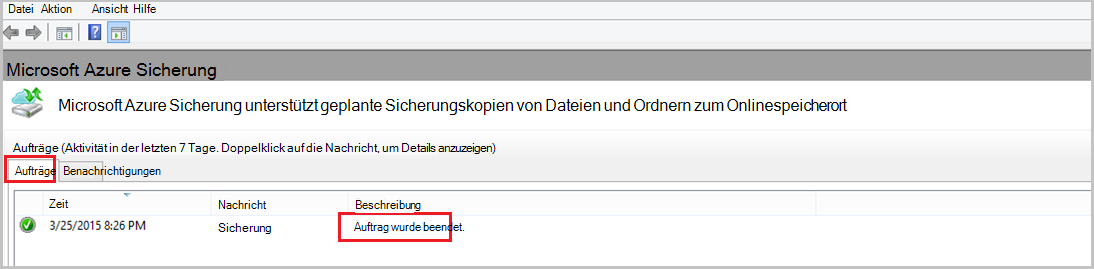 Datei Aktion Ansicht Hilfe
Microsoft Azure Sicherung
Microsoft Azure Sicherung unterstützt geplante Sicherungskopien von Dateien und Ordnern zum Onlinespeicherort
Aufträge (Aktivität in der letzten 7 Tage. Doppelklick auf die Nachricht, um Details anzuzeigen)
Aufträge Benachrichtigungen
Zeit Nachricht Beschreibung
3/25/2015 8:26 PM Sicherung Auftrag wurde beendet.